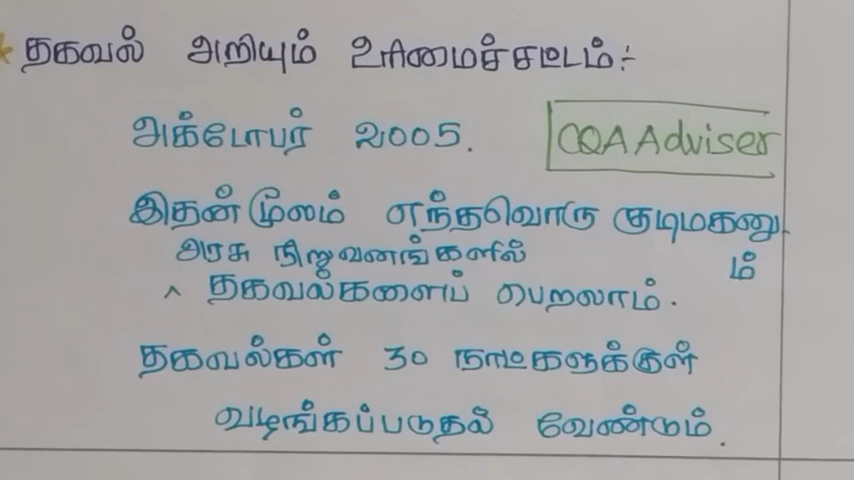 தகவல் அறியும் உரிமைச்சட்டம் :-
அக்டோபர் 2005.
CQA Adviser
இதன்மூலம் எந்தவொரு குடிமகனு
ம்
அரசு நிறுவனங்களில்
^ தகவல்களைப் பெறலாம்.
தகவல்கள் 30 நாட்களுக்குள்
வழங்கப்படுதல் வேண்டும்.